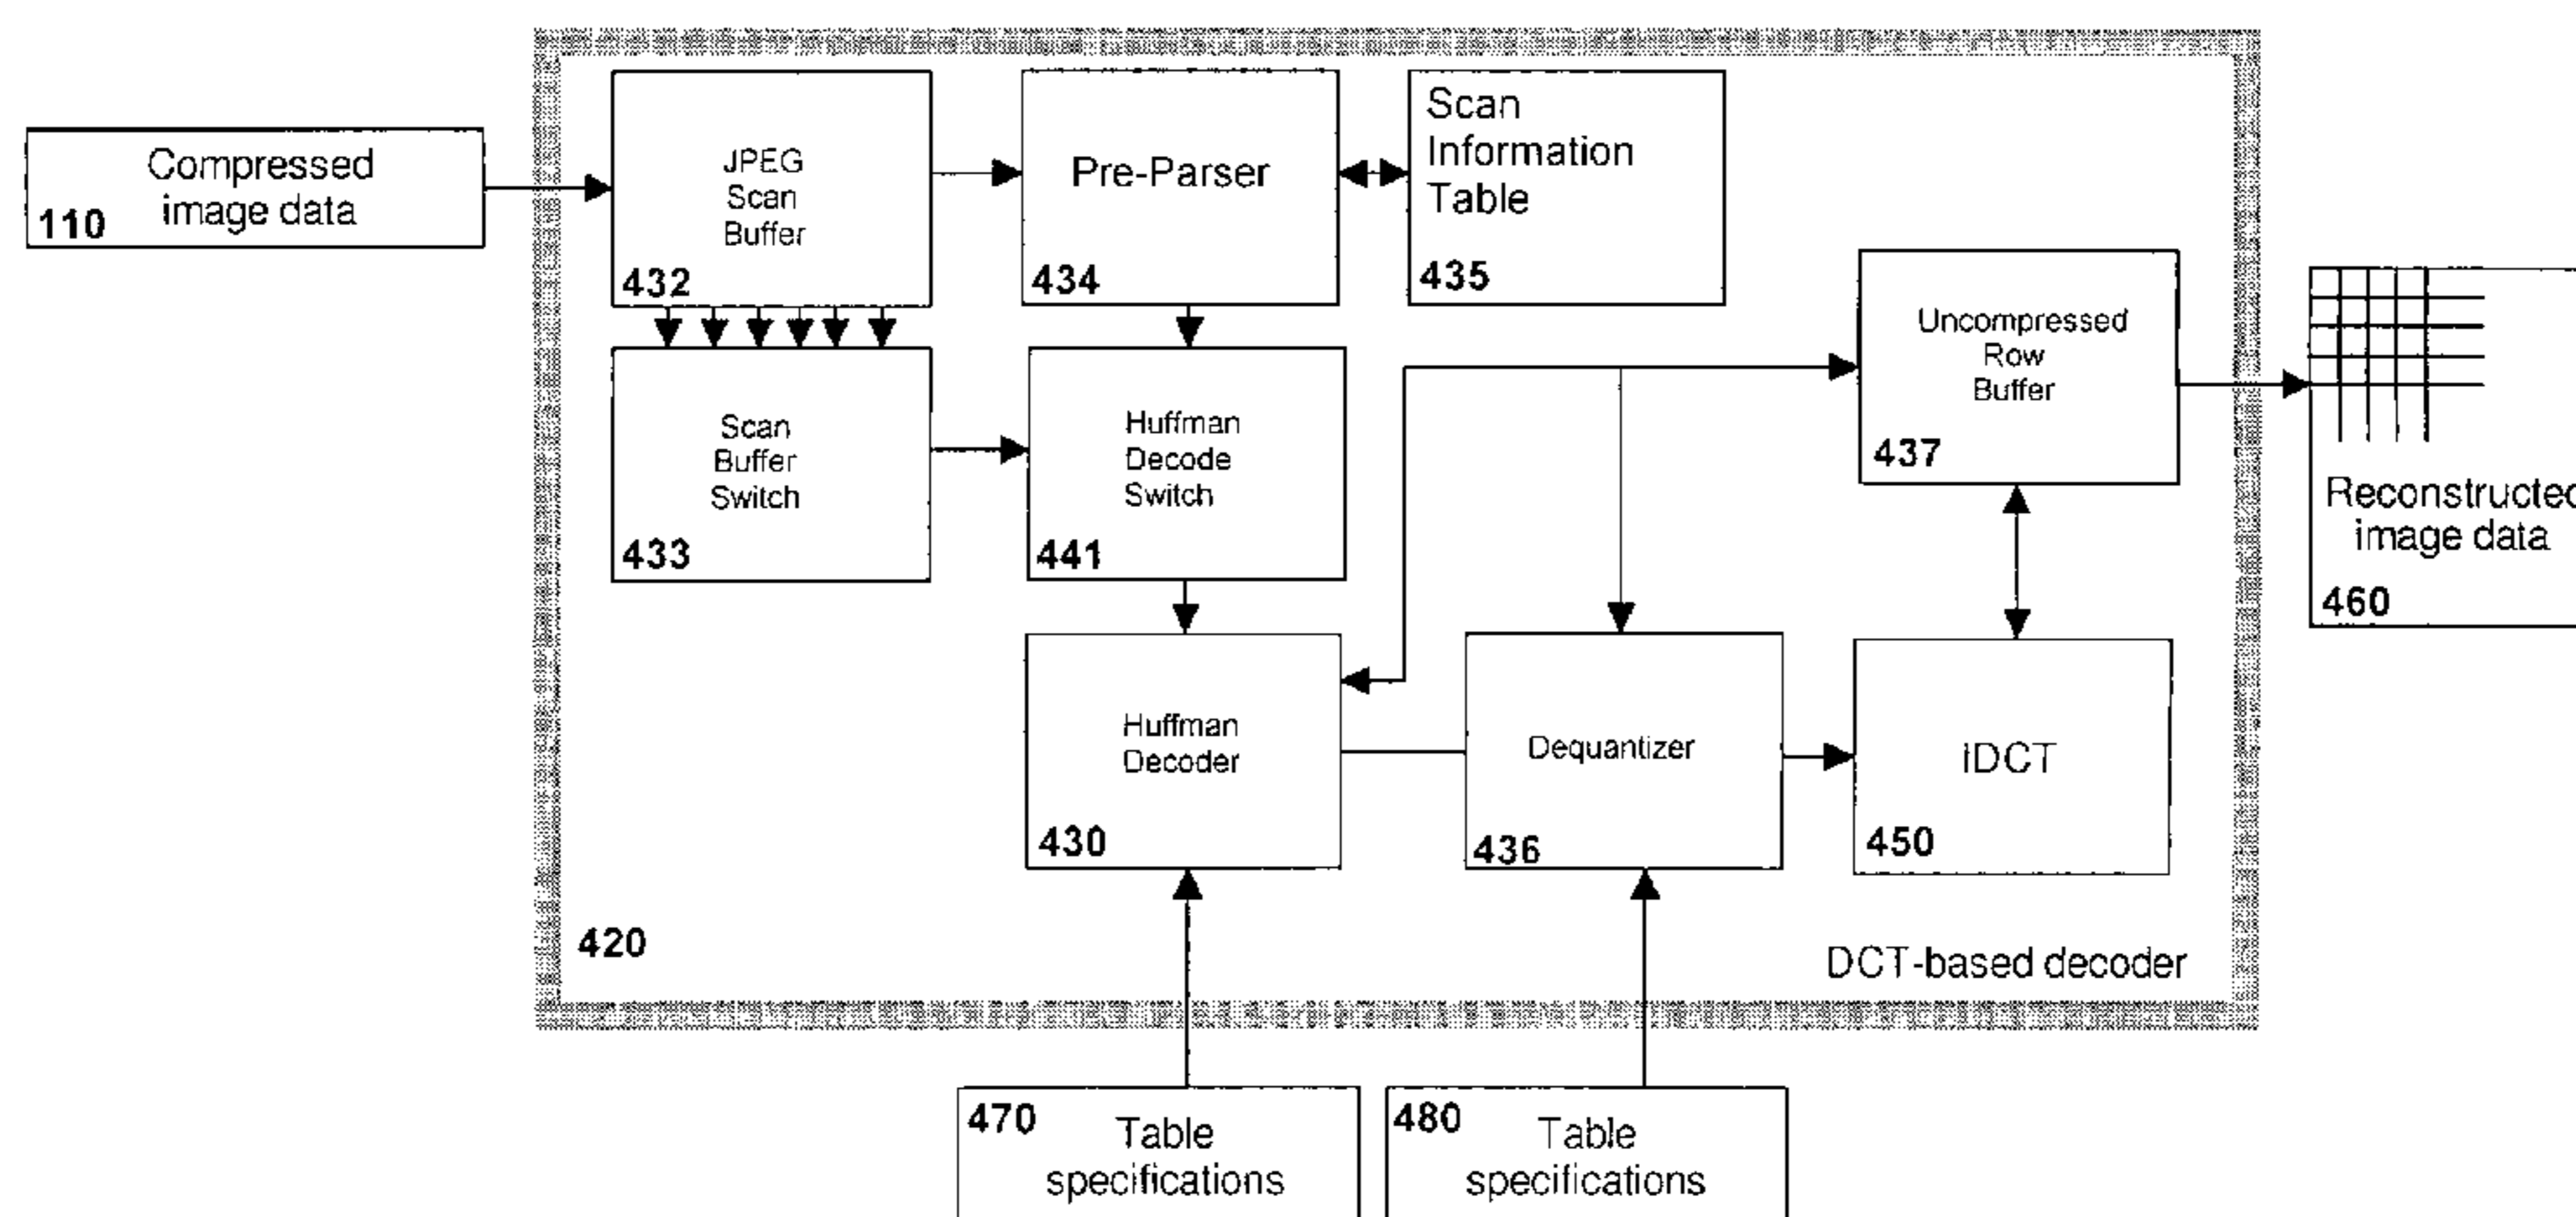 Compressed
image data
110
JPEG
Scan
Buffer
432
Pre-Parser
434
Scan
Information
Table
435
Scan
Buffer
Switch
433
Huffman
Decode
Switch
441
Uncompressed
Row
Buffer
437
Reconstructed
image data
460
Huffman
Decoder
430
Dequantizer
436
IDCT
450
420
DCT-based decoder
470
Table
specifications
480
Table
specifications